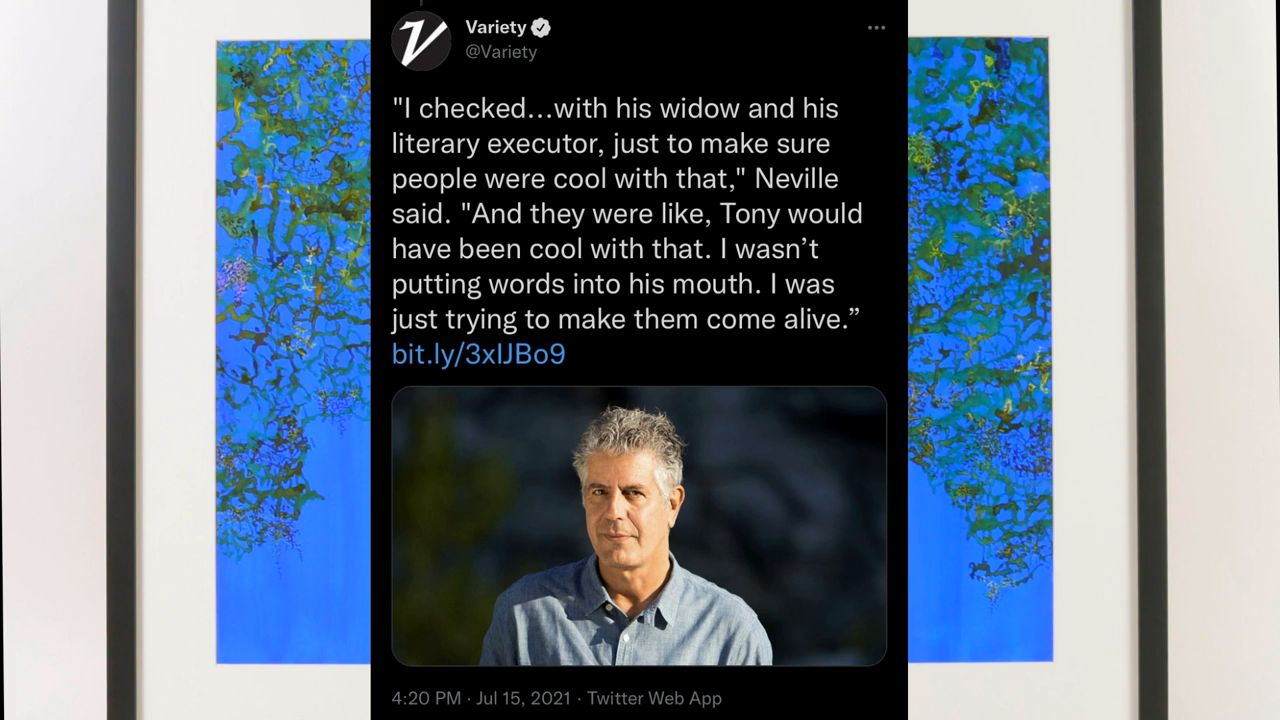 Variety
@Variety
"I checked...with his widow and his
literary executor, just to make sure
people were cool with that," Neville
said. "And they were like, Tony would
have been cool with that. I wasn’t
putting words into his mouth. I was
just trying to make them come alive.”
bit.ly/3xIJBo9
4:20 PM · Jul 15, 2021 · Twitter Web App